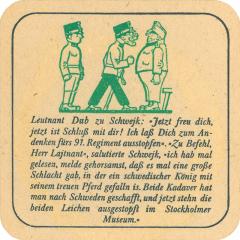 Leutnant Dab zu Schwejk: »Jetzt freu dich,
jetzt ist Schluß mit dir! Ich laß Dich zum An-
denken fürs 91. Regiment ausstopfen«. »Zu Befehl,
Herr Lajtnant«, salutierte Schwejk, »ich hab mal
gelesen, melde gehorsamst, daß es mal eine große
Schlacht gab, in der ein schwedischer König mit
seinem treuen Pferd gefalln is. Beide Kadaver hat
man nach Schweden geschafft, und jetzt stehn die
beiden Leichen ausgestopft im Stockholmer
Museum.«